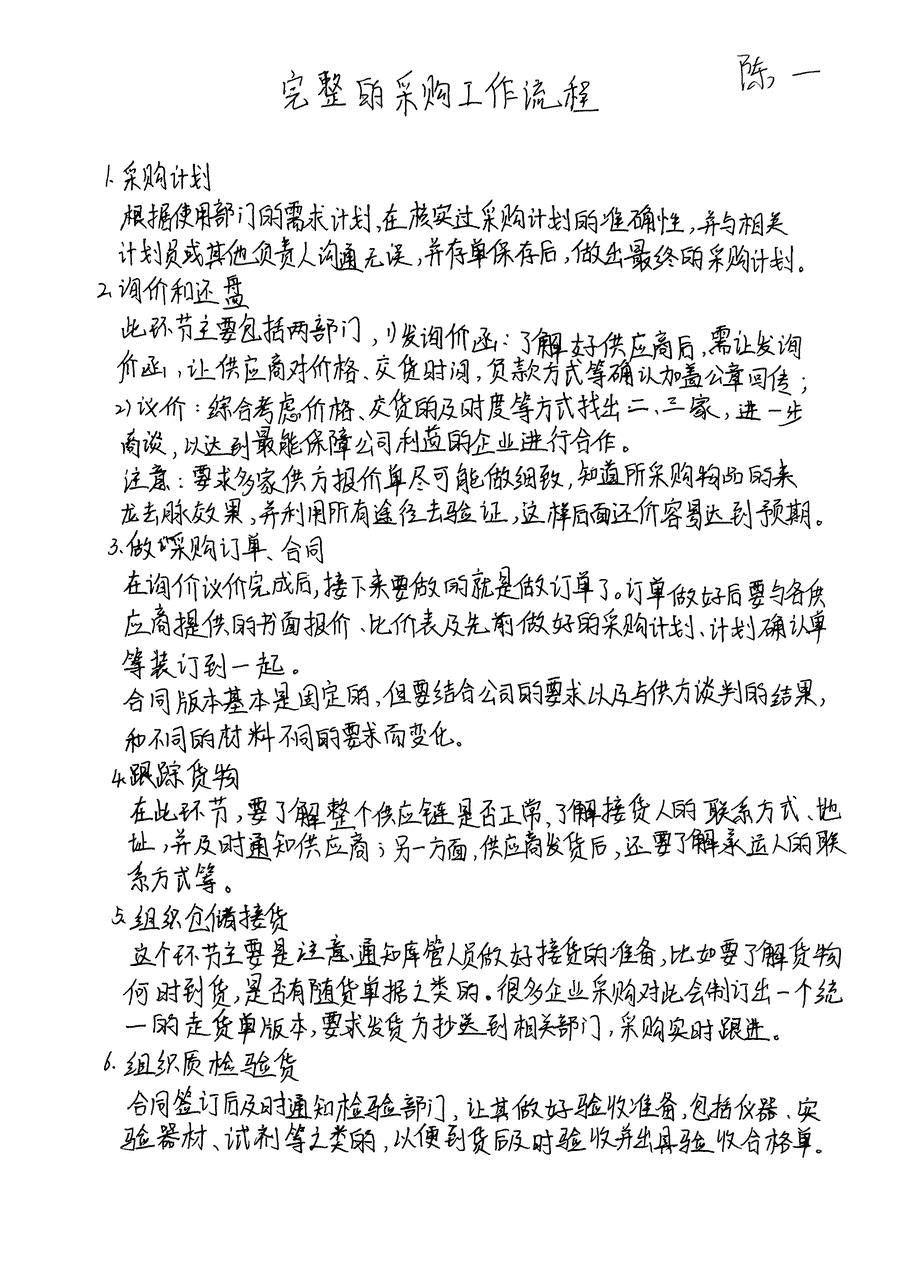 陈一
完整的采购工作流程
1.采购计划
根据使用部门的需求计划,在核实过采购计划的准确性,并与相关
计划员或其他负责人沟通无误,并存单保存后,做出最终的采购计划。
2.询价和还盘
此环节主要包括两部门,1)发询价函:了解好供应商后,需让发询
价函,让供应商对价格、交货时间,负款方式等确认加盖公章回传;
2)议价:综合考虑价格、交货的及时度等方式找出二、三家,进一步
商谈,以达到最能保障公司利益的企业进行合作。
注意:要求多家供方报价单尽可能做细致,知道所采购物品的来
龙去脉效果,并利用所有途径去验证,这样后面还价容易达到预期。
3.做采购订单、合同
在询价议价完成后,接下来要做的就是做订单了。订单做好后要与各供
应商提供的书面报价、比价表及先前做好的采购计划、计划确认单
等装订到一起。
合同版本基本是固定的,但要结合公司的要求以及与供方谈判的结果,
和不同的材料不同的要求而变化。
4.跟踪货物
在此环节,要了解整个供应链是否正常,了解接货人的联系方式、地
址,并及时通知供应商;另一方面,供应商发货后,还要了解承运人的联
系方式等。
5.组织仓储接货
这个环节主要是注意通知库管人员做好接货的准备,比如要了解货物
何时到货,是否有随货单据之类的。很多企业采购对此会制订出一个统
一的走货单版本,要求发货方抄送到相关部门,采购实时跟进。
6.组织质检验货
合同签订后及时通知检验部门,让其做好验收准备,包括仪器、实
验器材、试剂等之类的,以便到货后及时验收并出具验收合格单。